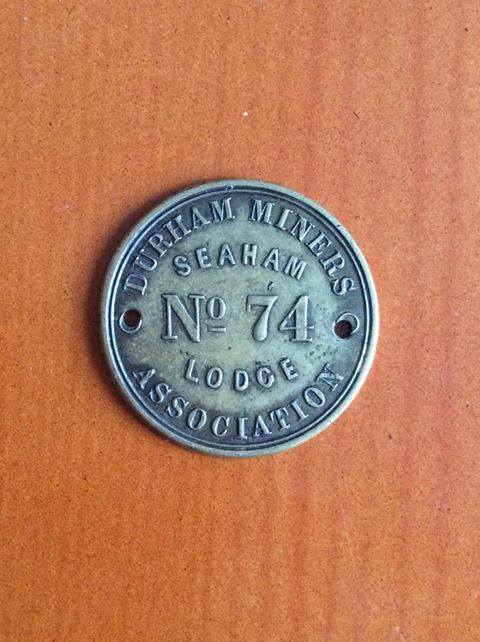 DURHAM MINERS
SEAHAM
No 74
LODGE
ASSOCIATION